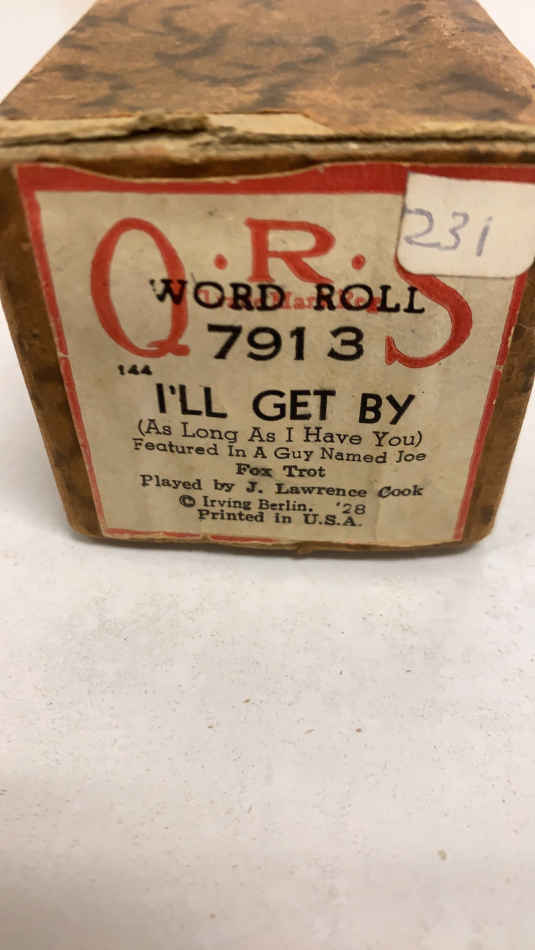 Q·R·S
231
WORD ROLL
7913
144
I'LL GET BY
(As Long As I Have You)
Featured In A Guy Named Joe
Fox Trot
Played by J. Lawrence Cook
© Irving Berlin. '28
Printed in U.S.A.